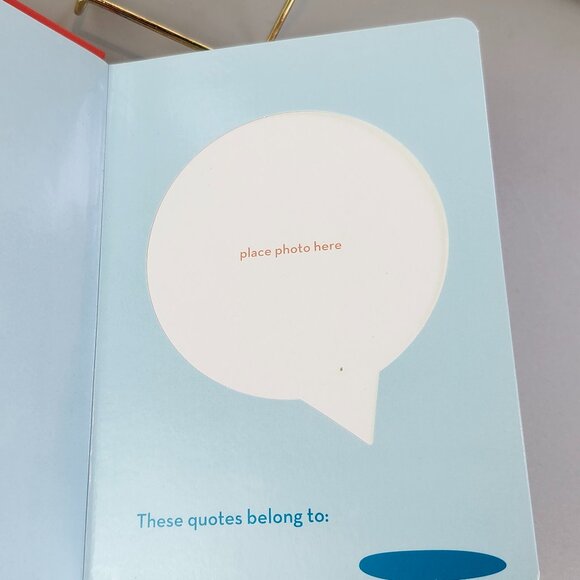 place photo here
These quotes belong to: